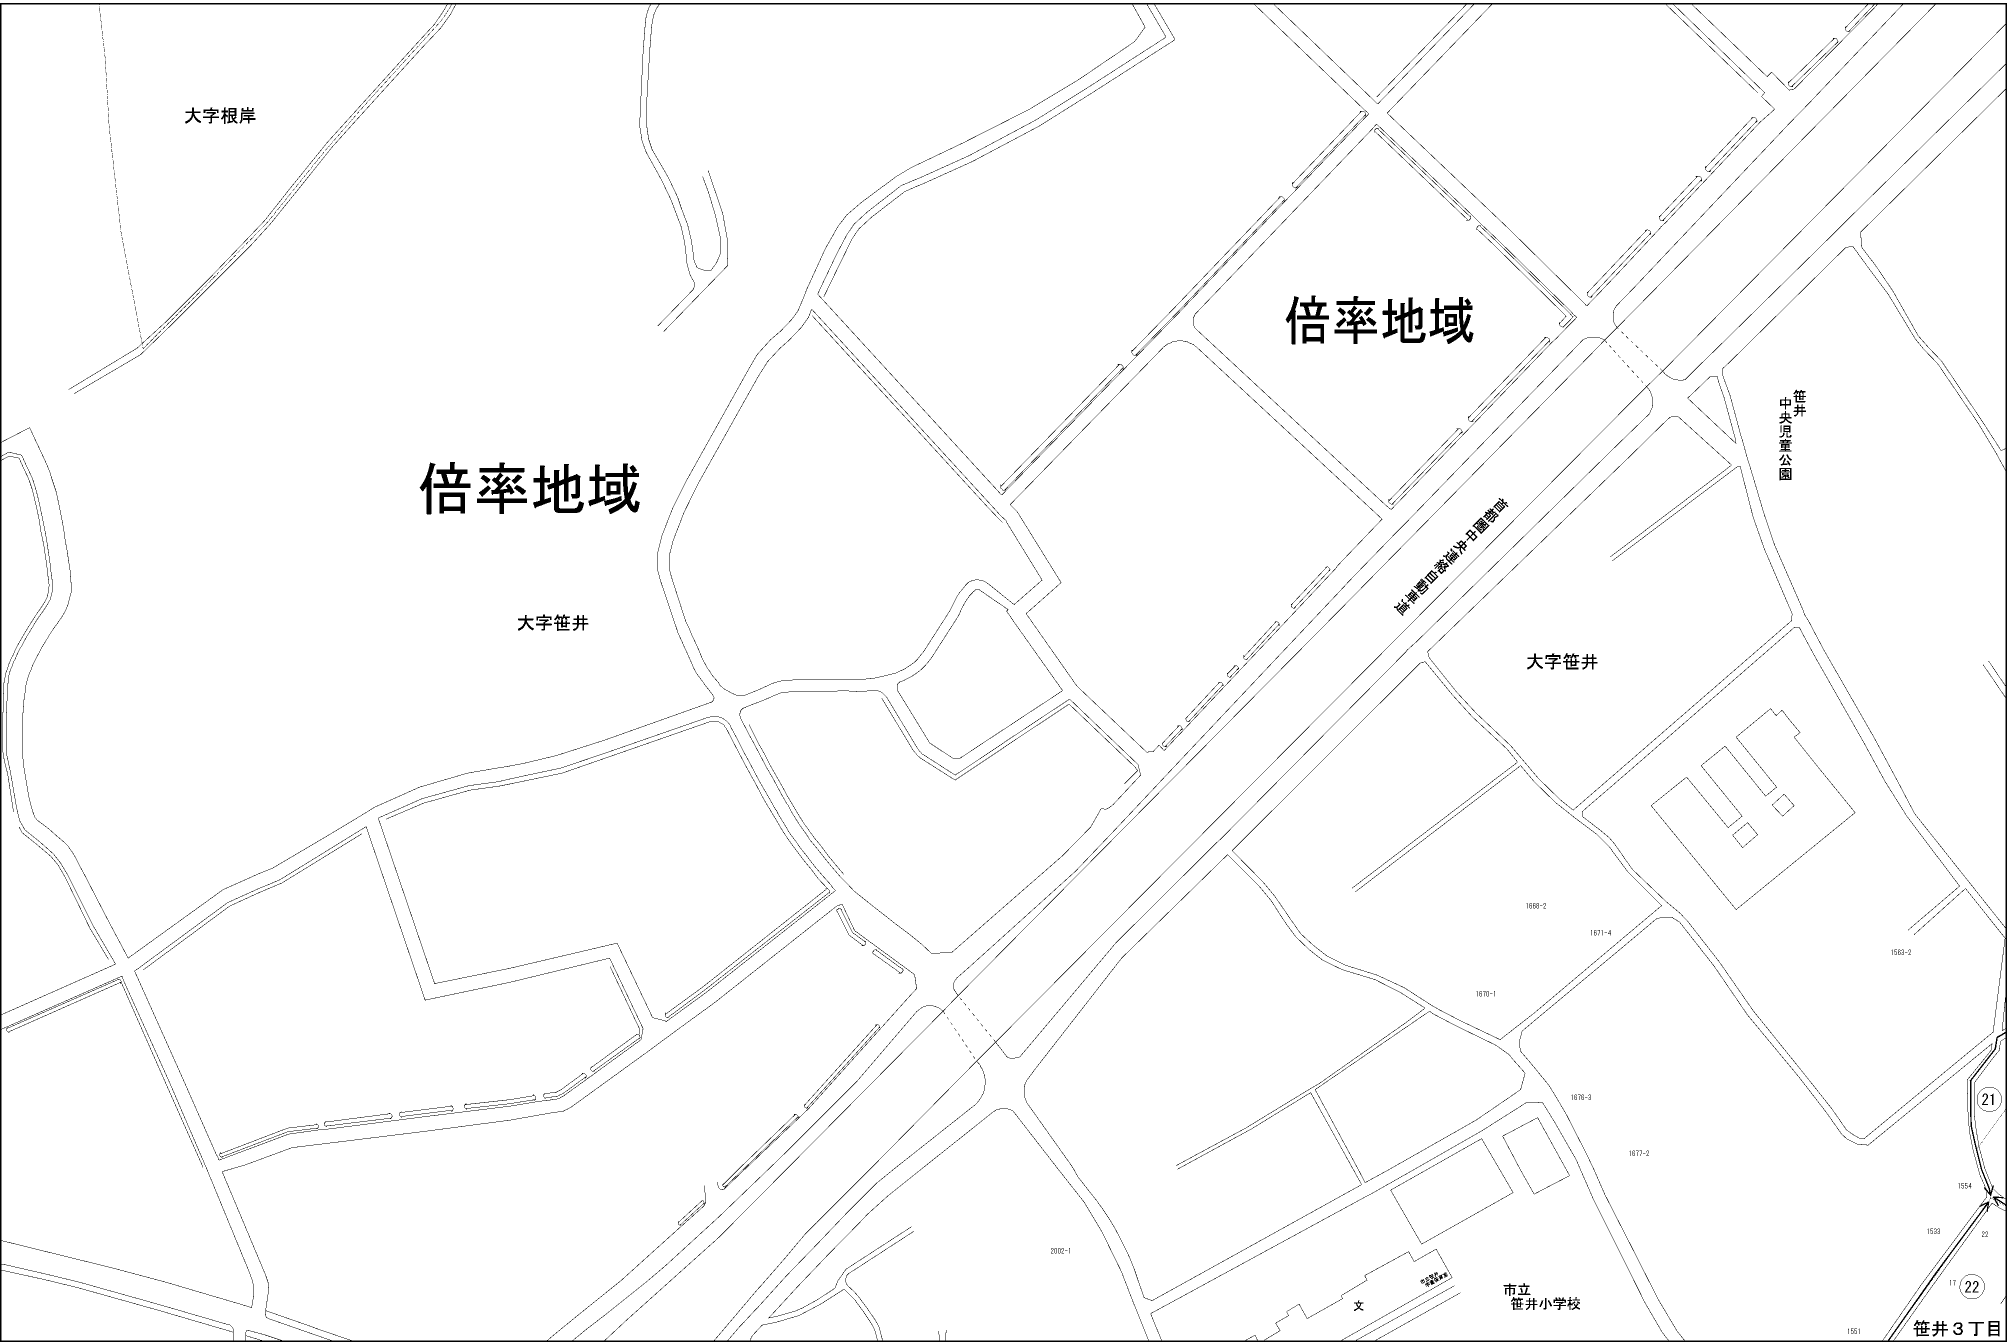 大字根岸
倍率地域
倍率地域
笹井
中央児童公園
首都圏中央連絡自動車道
大字笹井
大字笹井
1668-2
1671-4
1563-2
1670-1
1676-3
21
1677-2
1554
1533
22
2002-1
17
22
市立
笹井小学校
文
1551
笹井3丁目